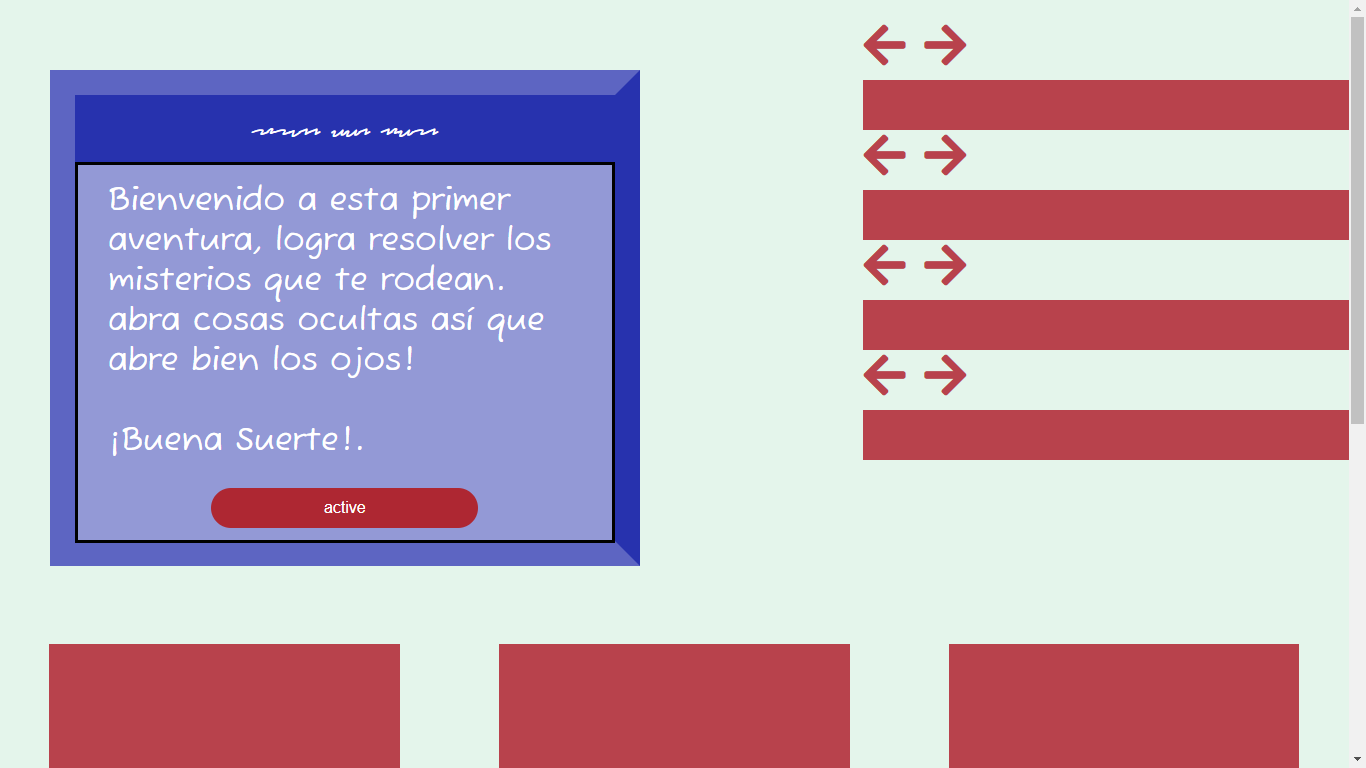 Bienvenido a esta primer
aventura, logra resolver los
misterios que te rodean.
abra cosas ocultas así que
abre bien los ojos!
¡Buena Suerte!.
active